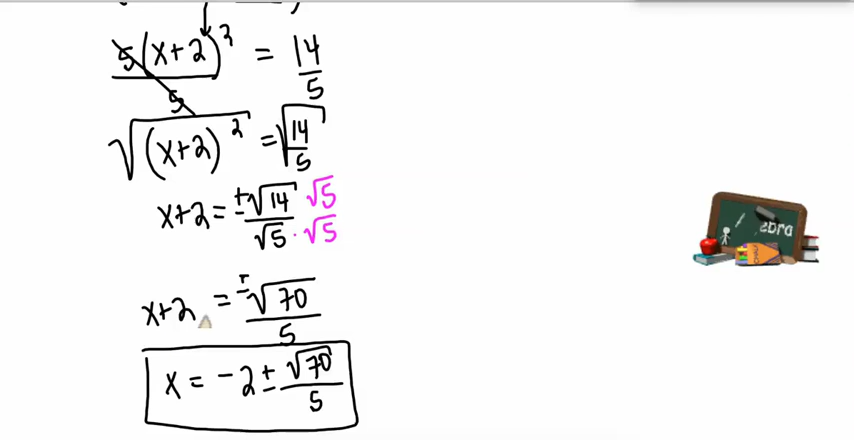 5(x+2)² / 5 = 14/5
√(x+2)² = √14/5
x+2 = ±√14/√5 · √5/√5
x+2 = ±√70/5
x = -2 ± √70/5
ebra